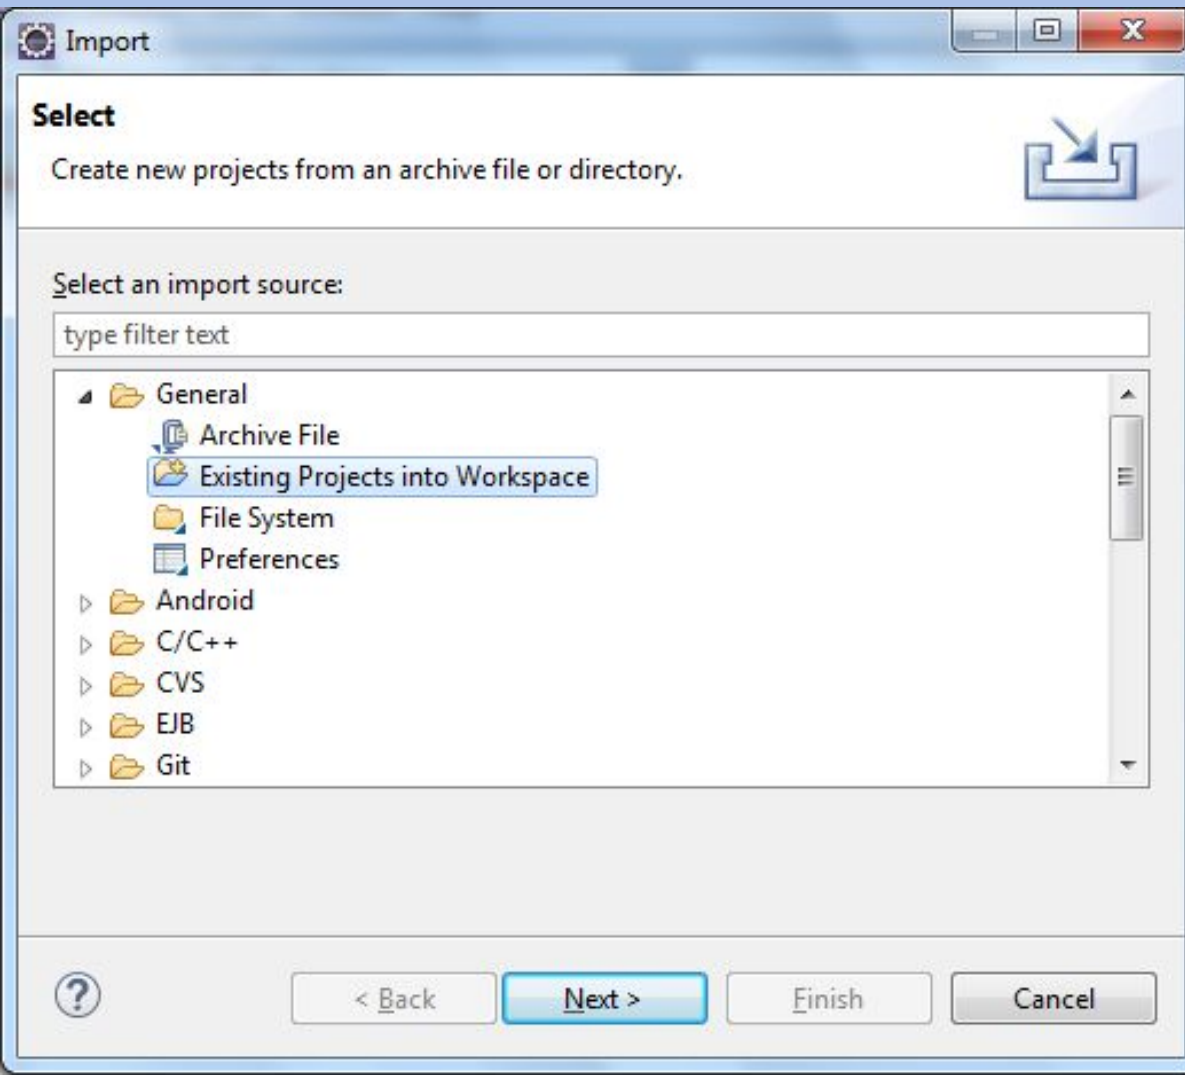 Import
Select
Create new projects from an archive file or directory.
Select an import source:
type filter text
General
Archive File
Existing Projects into Workspace
File System
Preferences
Android
C/C++
CVS
EJB
Git
< Back Next > Finish Cancel